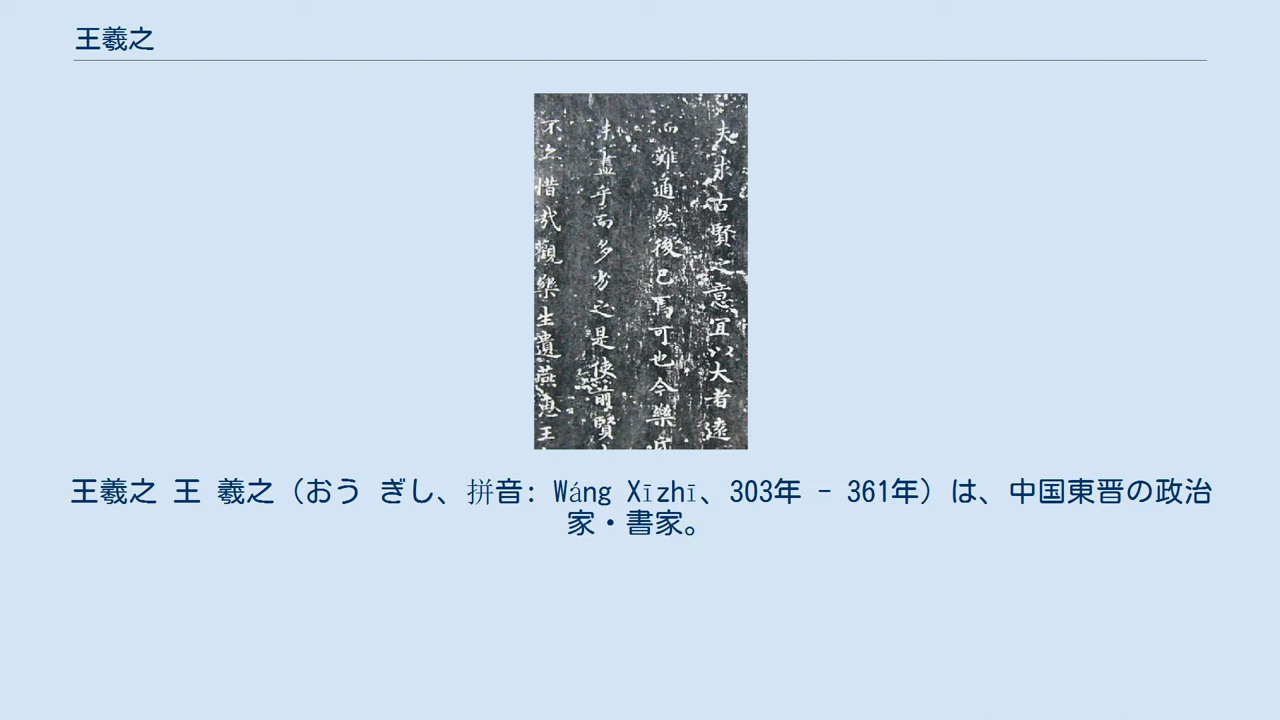 王羲之
夫求古賢之意宜以大者遠
而難通然後已焉可也今樂
未盡乎而多劣之是使前賢
不亦惜哉觀樂生遺燕惠王
王羲之 王 羲之（おう ぎし、拼音: Wáng Xīzhī、303年 - 361年）は、中国東晋の政治
家・書家。